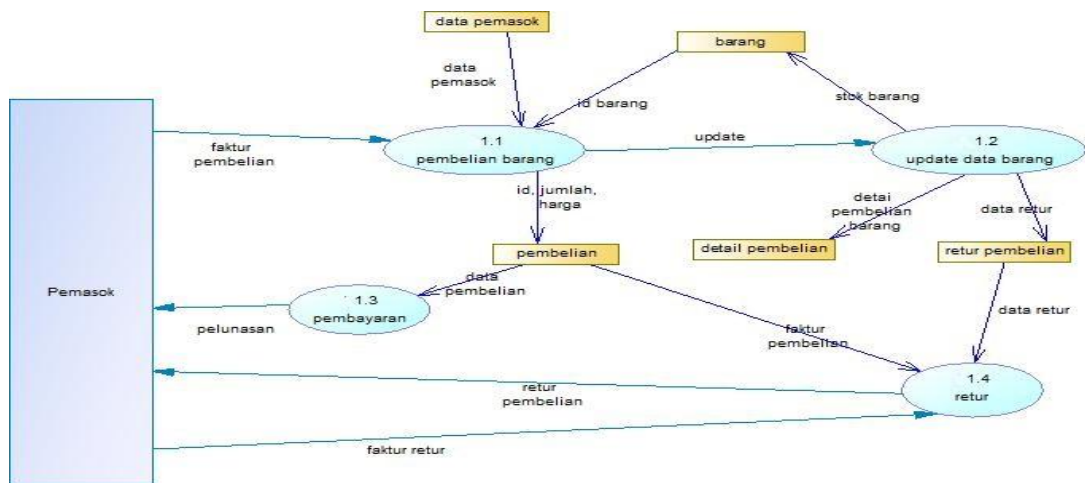 data pemasok
barang
data
pemasok
id barang
stok barang
faktur
pembelian
1.1
pembelian barang
update
1.2
update data barang
id, jumlah,
harga
detai
pembelian
barang
data retur
pembelian
detail pembelian
retur pembelian
Pemasok
data
pembelian
1.3
pembayaran
pelunasan
faktur
pembelian
data retur
1.4
retur
retur
pembelian
faktur retur